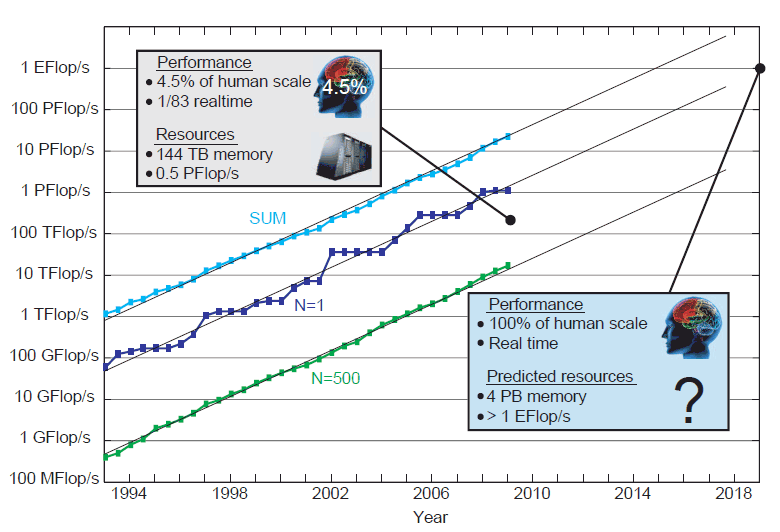 1 EFlop/s
100 PFlop/s
10 PFlop/s
1 PFlop/s
100 TFlop/s
10 TFlop/s
1 TFlop/s
100 GFlop/s
10 GFlop/s
1 GFlop/s
100 MFlop/s
Performance
• 4.5% of human scale
• 1/83 realtime
Resources
• 144 TB memory
• 0.5 PFlop/s
4.5%
SUM
N=1
N=500
Performance
• 100% of human scale
• Real time
Predicted resources
• 4 PB memory
• > 1 EFlop/s
?
1994 1998 2002 2006 2010 2014 2018
Year